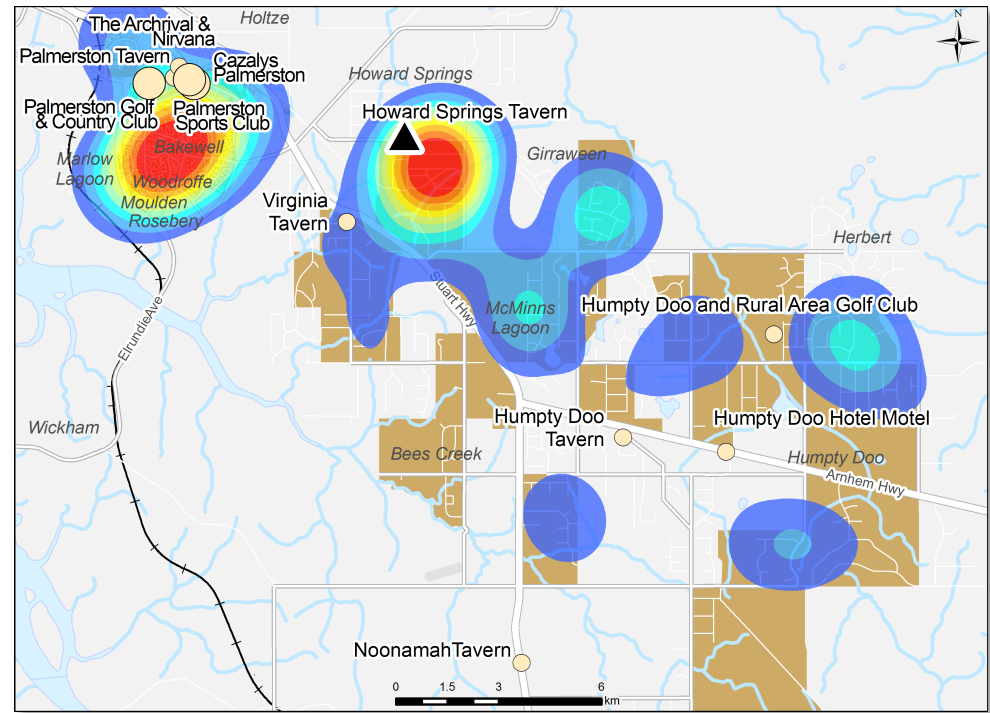 The Archrival &
Nirvana
Holtze
N
Palmerston Tavern
Cazalys
Palmerston
Howard Springs
Palmerston Golf
& Country Club
Palmerston
Sports Club
Howard Springs Tavern
Bakewell
Marlow
Lagoon
Girraween
Woodroffe
Moulden
Rosebery
Virginia
Tavern
Herbert
Stuart Hwy
ElrundieAve
McMinns
Lagoon
Humpty Doo and Rural Area Golf Club
Wickham
Humpty Doo
Tavern
Humpty Doo Hotel Motel
Bees Creek
Humpty Doo
Arnhem Hwy
NoonamahTavern
0 1.5 3 6
km